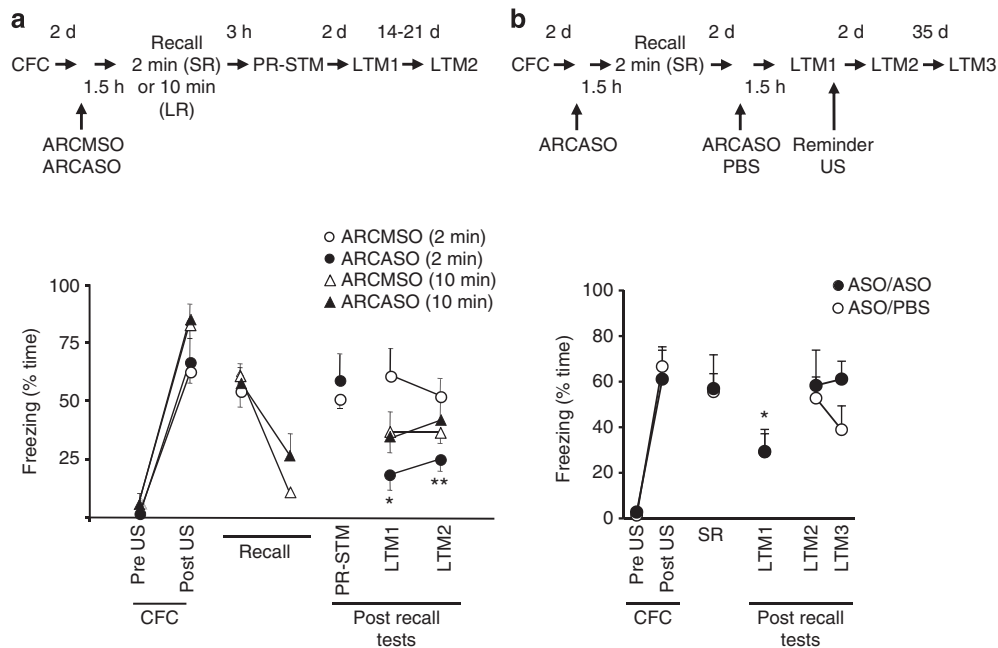 a
2 d
3 h
2 d
14-21 d
CFC
1.5 h
Recall
2 min (SR)
or 10 min
(LR)
PR-STM
LTM1
LTM2
ARCMSO
ARCASO
ARCMSO (2 min)
ARCASO (2 min)
ARCMSO (10 min)
ARCASO (10 min)
Freezing (% time)
100
75
50
25
*
**
Pre US
Post US
CFC
Recall
PR-STM
LTM1
LTM2
Post recall
tests
b
2 d
2 d
2 d
35 d
CFC
1.5 h
Recall
2 min (SR)
1.5 h
LTM1
LTM2
LTM3
ARCASO
ARCASO
PBS
Reminder
US
ASO/ASO
ASO/PBS
Freezing (% time)
100
80
60
40
20
0
*
Pre US
Post US
CFC
SR
LTM1
LTM2
LTM3
Post recall
tests